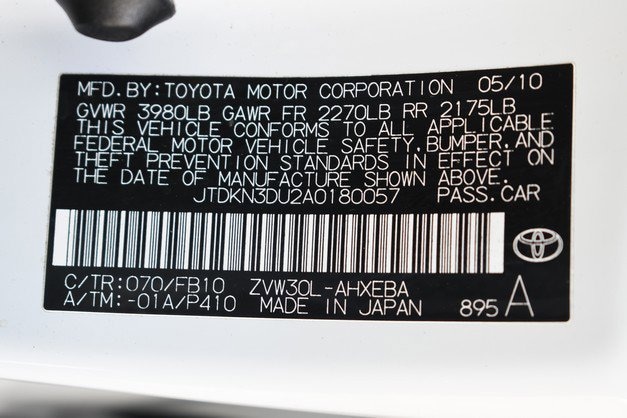 MFD. BY: TOYOTA MOTOR CORPORATION 05/10
GVWR 3980LB GAWR FR 2270LB RR 2175LB
THIS VEHICLE CONFORMS TO ALL APPLICABLE
FEDERAL MOTOR VEHICLE SAFETY, BUMPER, AND
THEFT PREVENTION STANDARDS IN EFFECT ON
THE DATE OF MANUFACTURE SHOWN ABOVE.
JTDKN3DU2A0180057 PASS. CAR
C/TR: 070/FB10 ZVW30L-AHXEBA
A/TM: -01A/P410 MADE IN JAPAN 895 A